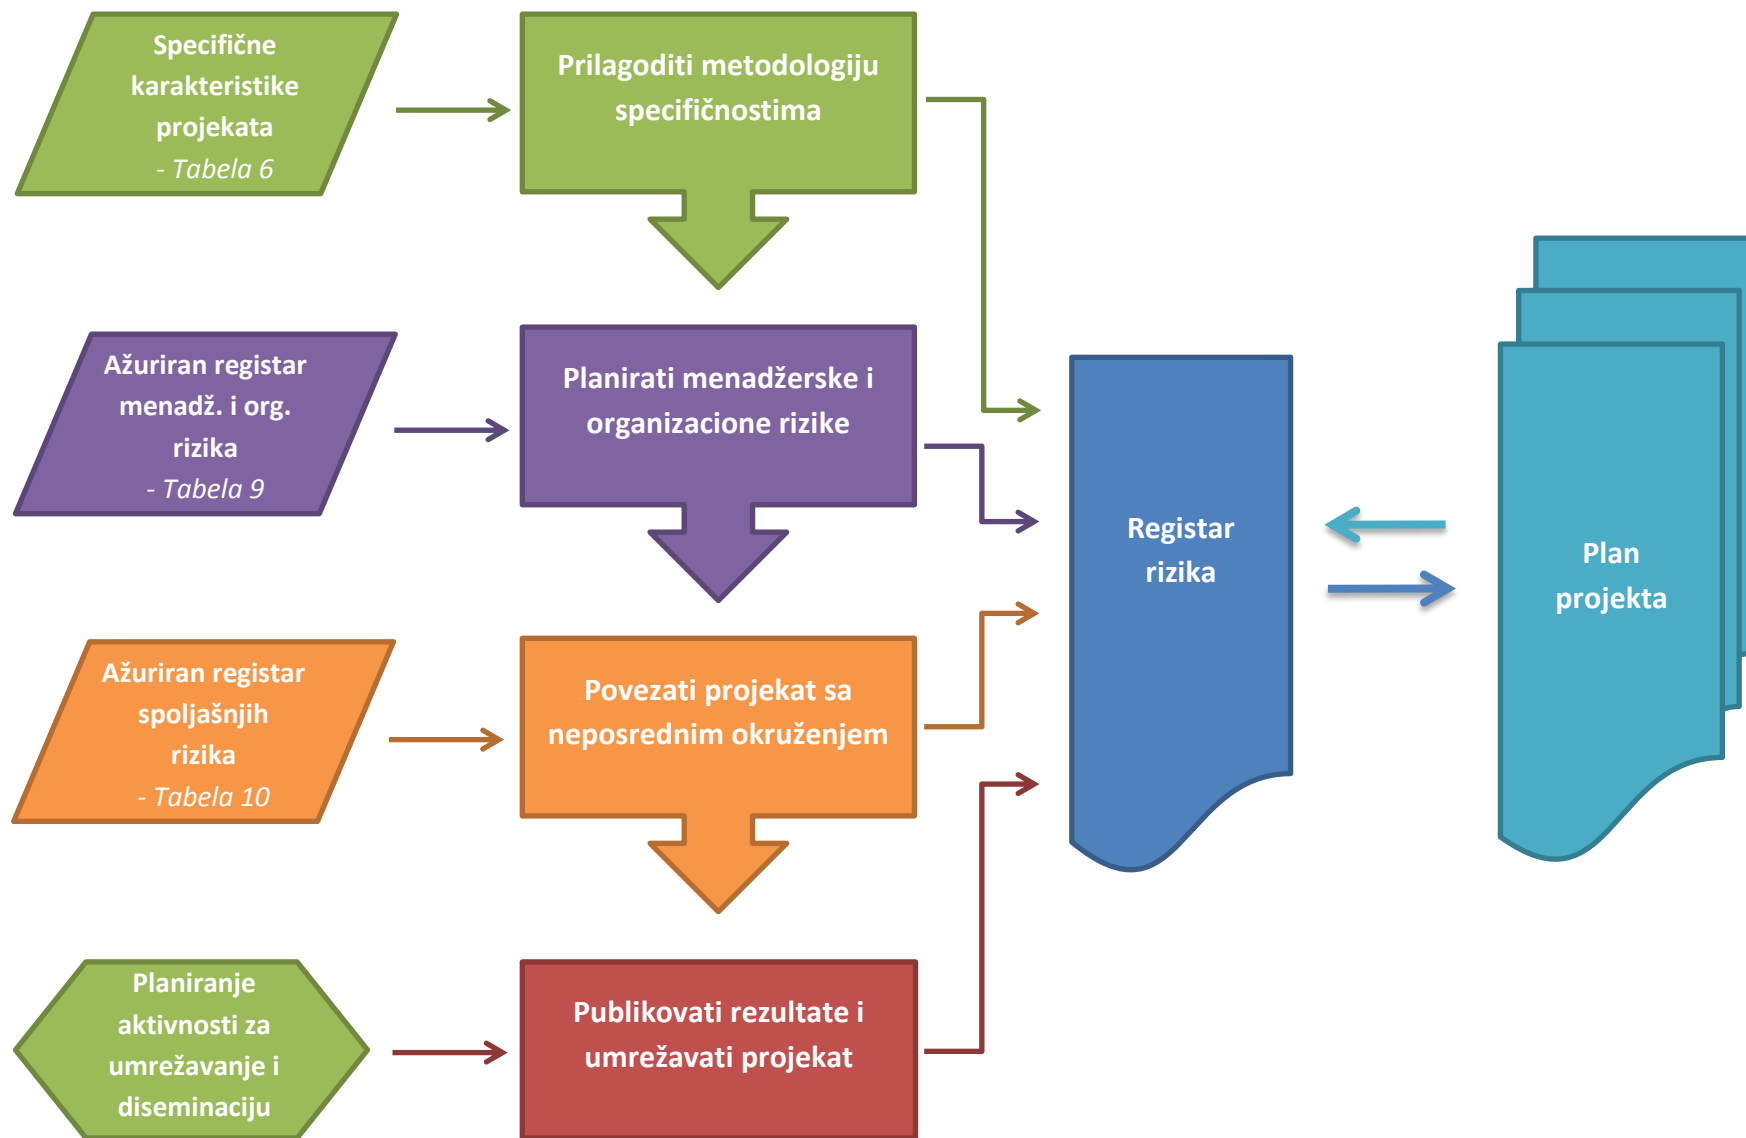 Specifične
karakteristike
projekata
- Tabela 6
Prilagoditi metodologiju
specifičnostima
Ažuriran registar
menadž. i org.
rizika
- Tabela 9
Planirati menadžerske i
organizacione rizike
Ažuriran registar
spoljašnjih
rizika
- Tabela 10
Povezati projekat sa
neposrednim okruženjem
Planiranje
aktivnosti za
umrežavanje i
diseminaciju
Publikovati rezultate i
umrežavati projekat
Registar
rizika
Plan
projekta